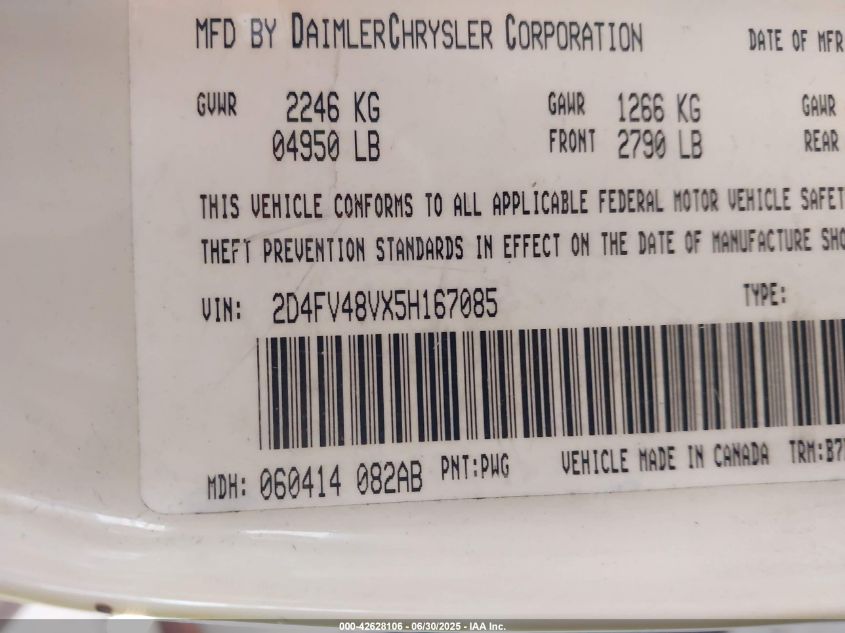 MFD BY DAIMLERCHRYSLER CORPORATION DATE OF MFR
GVWR 2246 KG GAWR 1266 KG GAWR
04950 LB FRONT 2790 LB REAR
THIS VEHICLE CONFORMS TO ALL APPLICABLE FEDERAL MOTOR VEHICLE SAFET
THEFT PREVENTION STANDARDS IN EFFECT ON THE DATE OF MANUFACTURE SHO
VIN: 2D4FV48VX5H167085 TYPE:
MDH: 060414 082AB PNT:PWG VEHICLE MADE IN CANADA TRM:B7
000-42628106 - 06/30/2025 - IAA Inc.